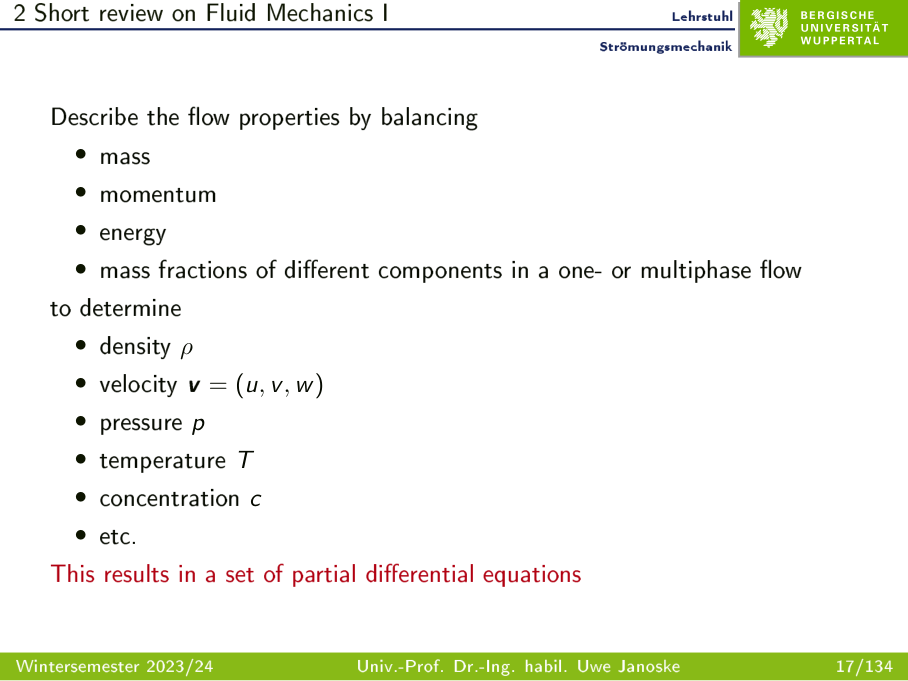 2 Short review on Fluid Mechanics I
Lehrstuhl
Strömungsmechanik
BERGISCHE
UNIVERSITÄT
WUPPERTAL
Describe the flow properties by balancing
• mass
• momentum
• energy
• mass fractions of different components in a one- or multiphase flow
to determine
• density ρ
• velocity v = (u, v, w)
• pressure p
• temperature T
• concentration c
• etc.
This results in a set of partial differential equations
Wintersemester 2023/24 Univ.-Prof. Dr.-Ing. habil. Uwe Janoske 17/134